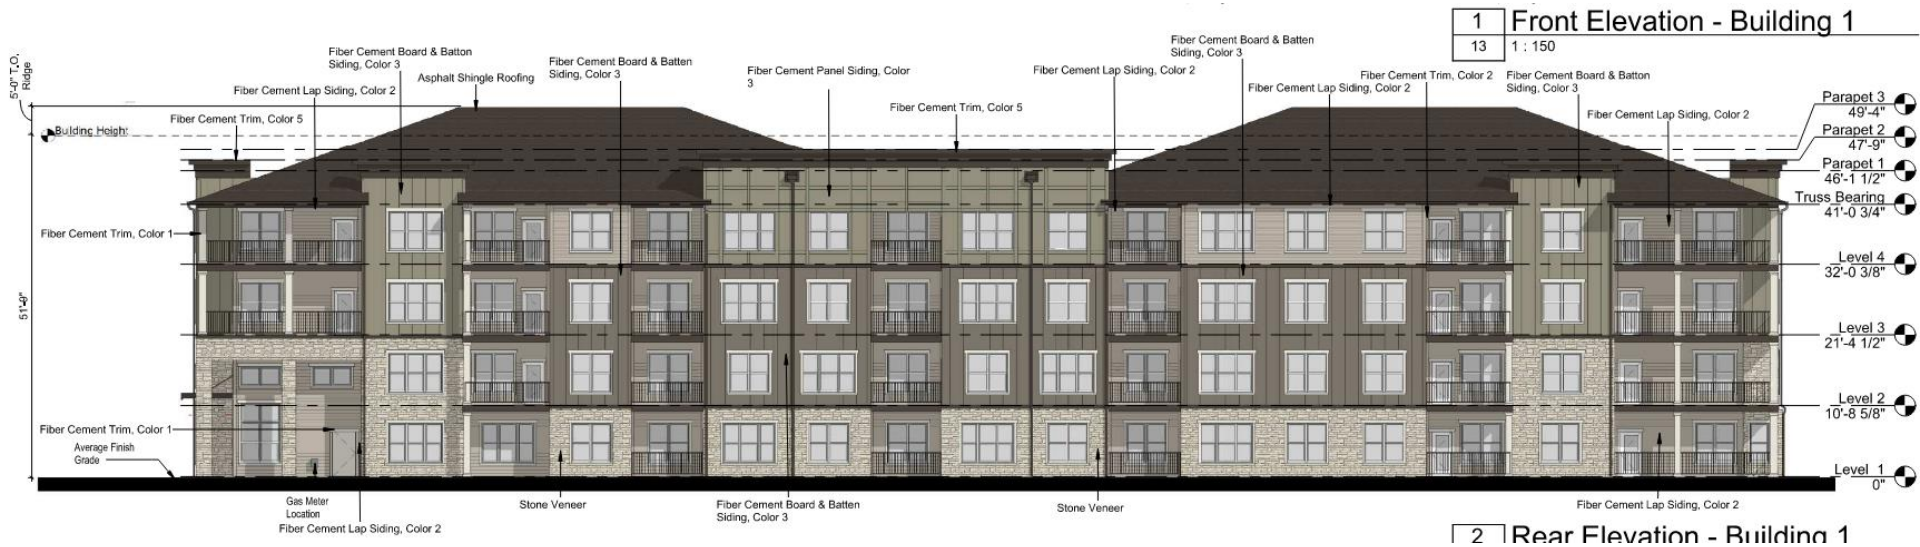 1 Front Elevation - Building 1
13 1 : 150
Fiber Cement Board & Batton
Siding, Color 3
Asphalt Shingle Roofing
Fiber Cement Board & Batten
Siding, Color 3
Fiber Cement Panel Siding, Color
3
Fiber Cement Lap Siding, Color 2
Fiber Cement Board & Batten
Siding, Color 3
Fiber Cement Trim, Color 2
Fiber Cement Board & Batton
Siding, Color 3
5'-0" T.O.
Ridge
Fiber Cement Lap Siding, Color 2
Fiber Cement Trim, Color 5
Fiber Cement Trim, Color 5
Fiber Cement Lap Siding, Color 2
Fiber Cement Lap Siding, Color 2
Building Height
Parapet 3
49'-4"
Parapet 2
47'-9"
Parapet 1
46'-1 1/2"
Truss Bearing
41'-0 3/4"
Fiber Cement Trim, Color 1
Level 4
32'-0 3/8"
51'-9"
Level 3
21'-4 1/2"
Level 2
10'-8 5/8"
Fiber Cement Trim, Color 1
Average Finish
Grade
Level 1
0"
Gas Meter
Location
Fiber Cement Lap Siding, Color 2
Stone Veneer
Fiber Cement Board & Batten
Siding, Color 3
Stone Veneer
Fiber Cement Lap Siding, Color 2
2 Rear Elevation - Building 1